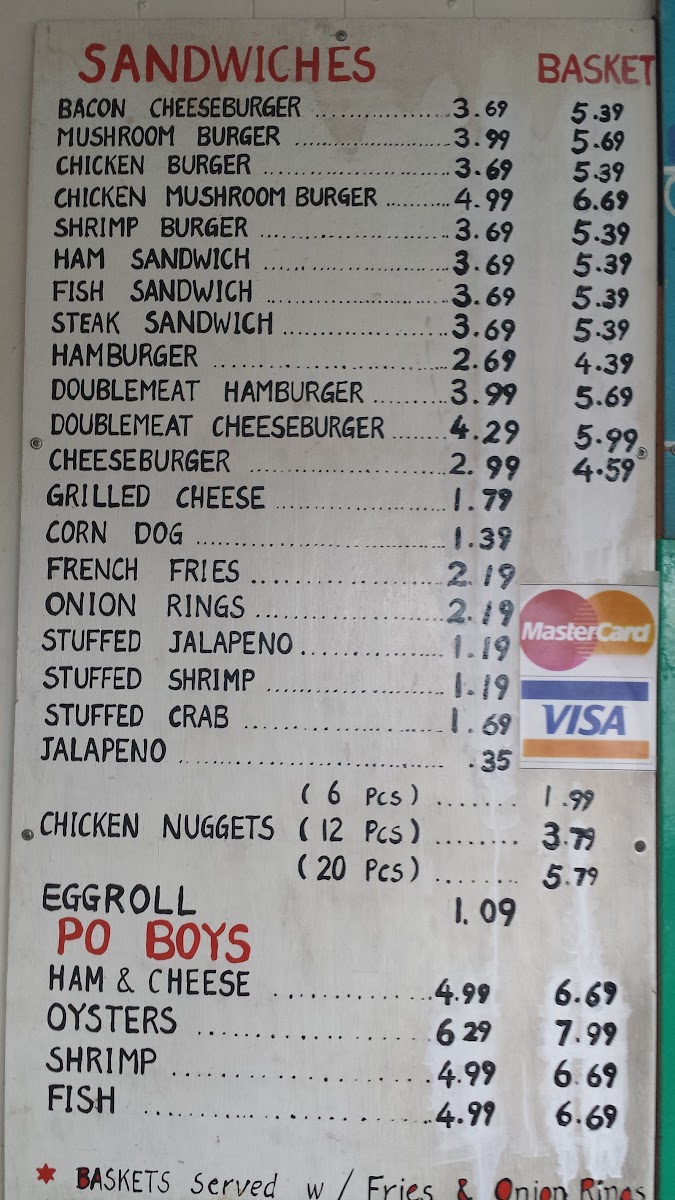 SANDWICHES BASKET
BACON CHEESEBURGER ................ 3.69 5.39
MUSHROOM BURGER ................ 3.99 5.69
CHICKEN BURGER ................ 3.69 5.39
CHICKEN MUSHROOM BURGER .......... 4.99 6.69
SHRIMP BURGER ................ 3.69 5.39
HAM SANDWICH ................ 3.69 5.39
FISH SANDWICH ................ 3.69 5.39
STEAK SANDWICH ................ 3.69 5.39
HAMBURGER ................ 2.69 4.39
DOUBLEMEAT HAMBURGER .......... 3.99 5.69
DOUBLEMEAT CHEESEBURGER ....... 4.29 5.99
CHEESEBURGER ................ 2.99 4.59
GRILLED CHEESE ................ 1.79
CORN DOG ................ 1.39
FRENCH FRIES ................ 2.19
ONION RINGS ................ 2.19
STUFFED JALAPENO ................ 1.19
STUFFED SHRIMP ................ 1.19
STUFFED CRAB ................ 1.69
JALAPENO ................ .35
MasterCard
VISA
( 6 Pcs) ....... 1.99
CHICKEN NUGGETS ( 12 Pcs) ........ 3.79
( 20 Pcs) ....... 5.79
EGGROLL 1.09
PO BOYS
HAM & CHEESE ............ 4.99 6.69
OYSTERS ................ 6 29 7.99
SHRIMP ................ 4.99 6.69
FISH ................ 4.99 6.69
* BASKETS Served w / Fries & Onion Rings